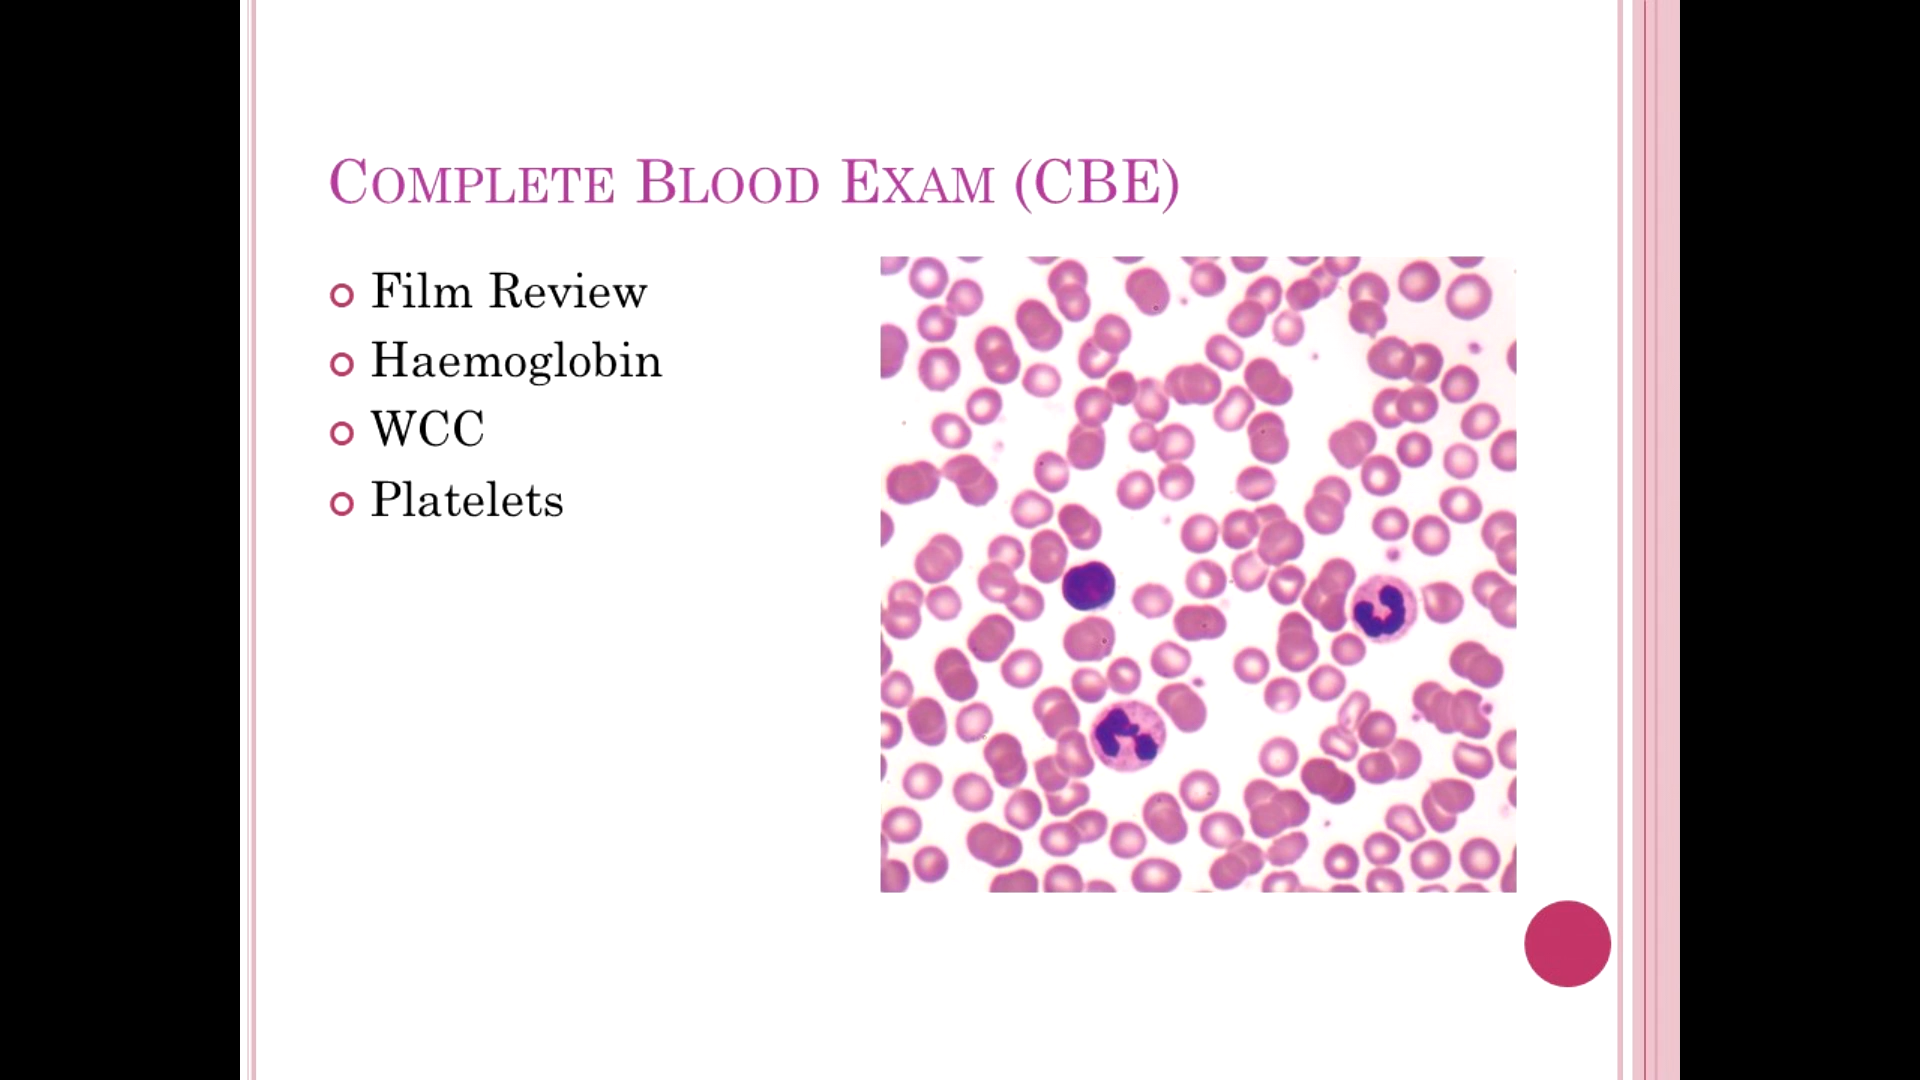 Complete Blood Exam (CBE)
Film Review
Haemoglobin
WCC
Platelets